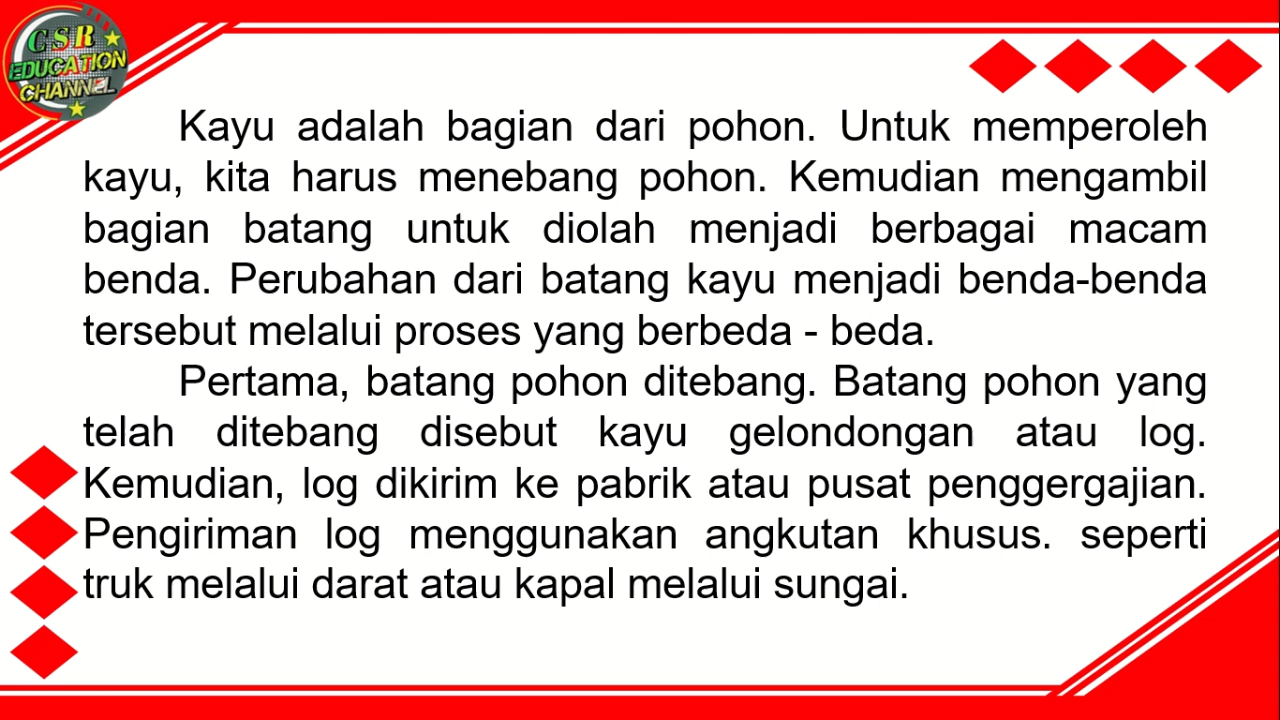 CSR
EDUCATION
CHANNEL
Kayu adalah bagian dari pohon. Untuk memperoleh
kayu, kita harus menebang pohon. Kemudian mengambil
bagian batang untuk diolah menjadi berbagai macam
benda. Perubahan dari batang kayu menjadi benda-benda
tersebut melalui proses yang berbeda - beda.
Pertama, batang pohon ditebang. Batang pohon yang
telah ditebang disebut kayu gelondongan atau log.
Kemudian, log dikirim ke pabrik atau pusat penggergajian.
Pengiriman log menggunakan angkutan khusus. seperti
truk melalui darat atau kapal melalui sungai.